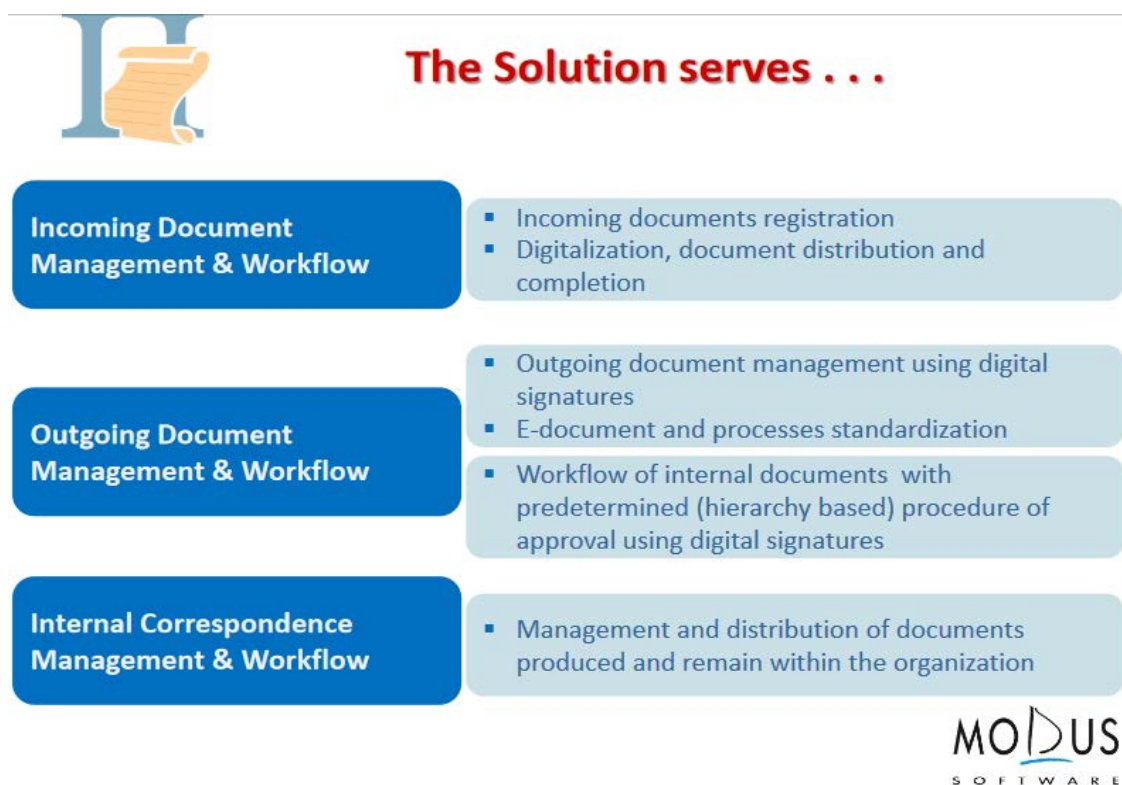 The Solution serves . . .
Incoming Document
Management & Workflow
▪ Incoming documents registration
▪ Digitalization, document distribution and
completion
Outgoing Document
Management & Workflow
▪ Outgoing document management using digital
signatures
▪ E-document and processes standardization
▪ Workflow of internal documents  with
predetermined (hierarchy based) procedure of
approval using digital signatures
Internal Correspondence
Management & Workflow
▪ Management and distribution of documents
produced and remain within the organization
MODUS
SOFTWARE